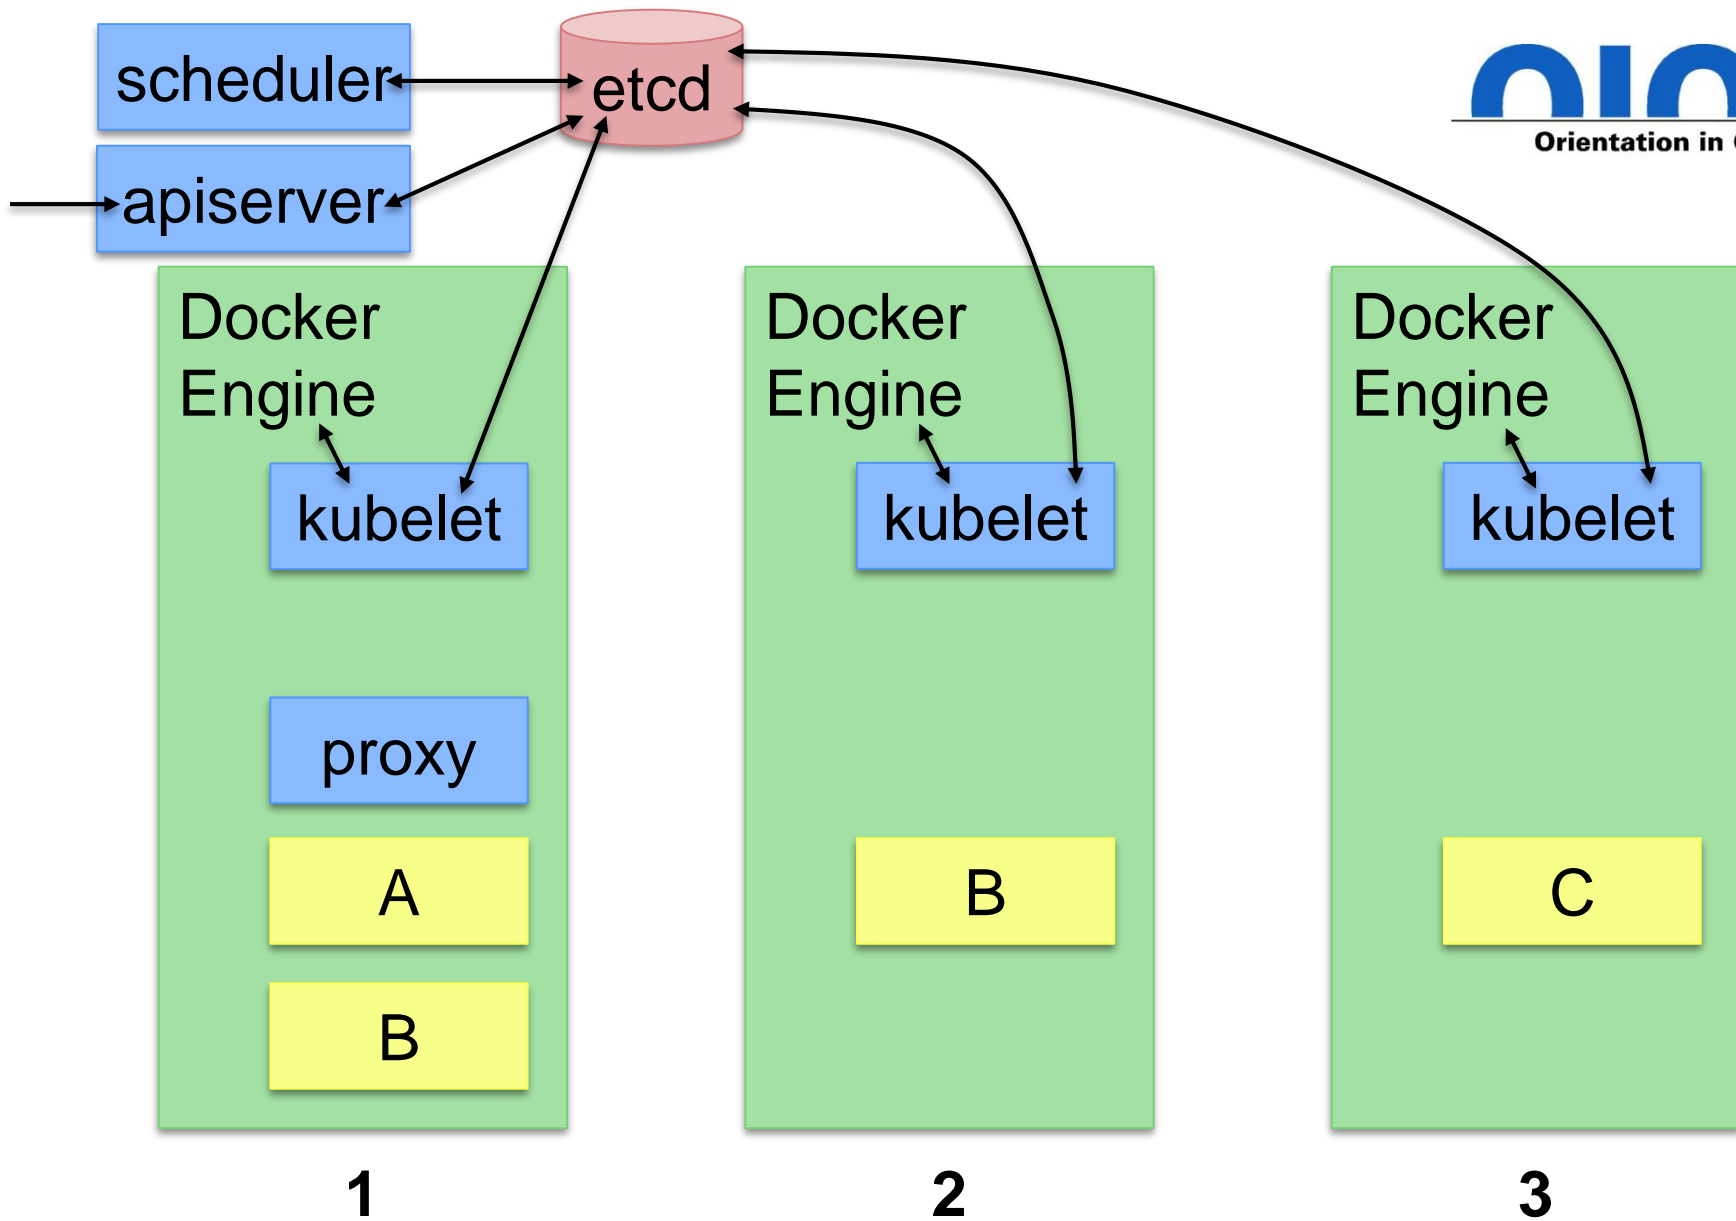 scheduler
etcd
apiserver
Orientation in
Docker
Engine
kubelet
proxy
A
B
1
Docker
Engine
kubelet
B
2
Docker
Engine
kubelet
C
3